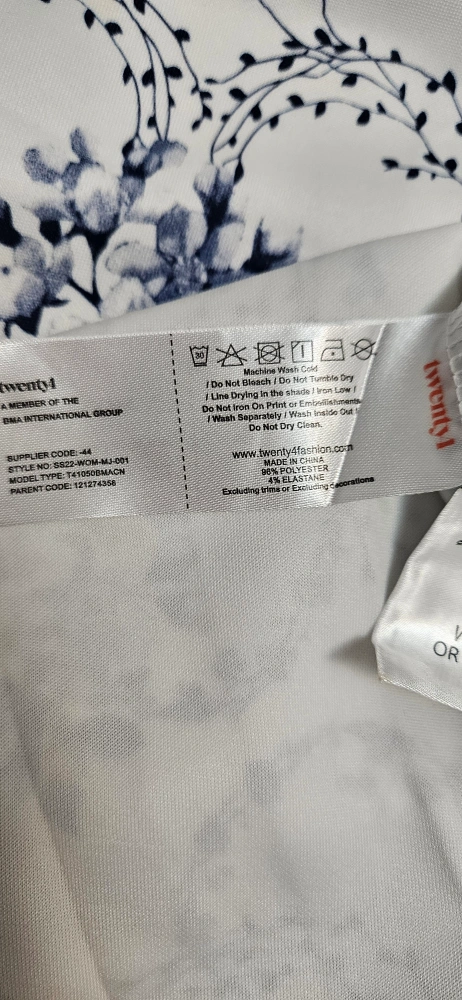 twenty4
A MEMBER OF THE
BMA INTERNATIONAL GROUP
SUPPLIER CODE: -44
STYLE NO: SS22-WOM-MJ-001
MODEL TYPE: T41050BMACN
PARENT CODE: 121274358
30
Machine Wash Cold
/ Do Not Bleach / Do Not Tumble Dry
/ Line Drying in the shade / Iron Low /
Do Not Iron On Print or Embellishments
/ Wash Separately / Wash Inside Out /
Do Not Dry Clean.
www.twenty4fashion.com
MADE IN CHINA
96% POLYESTER
4% ELASTANE
Excluding trims or Excluding decorations
twenty4
OR